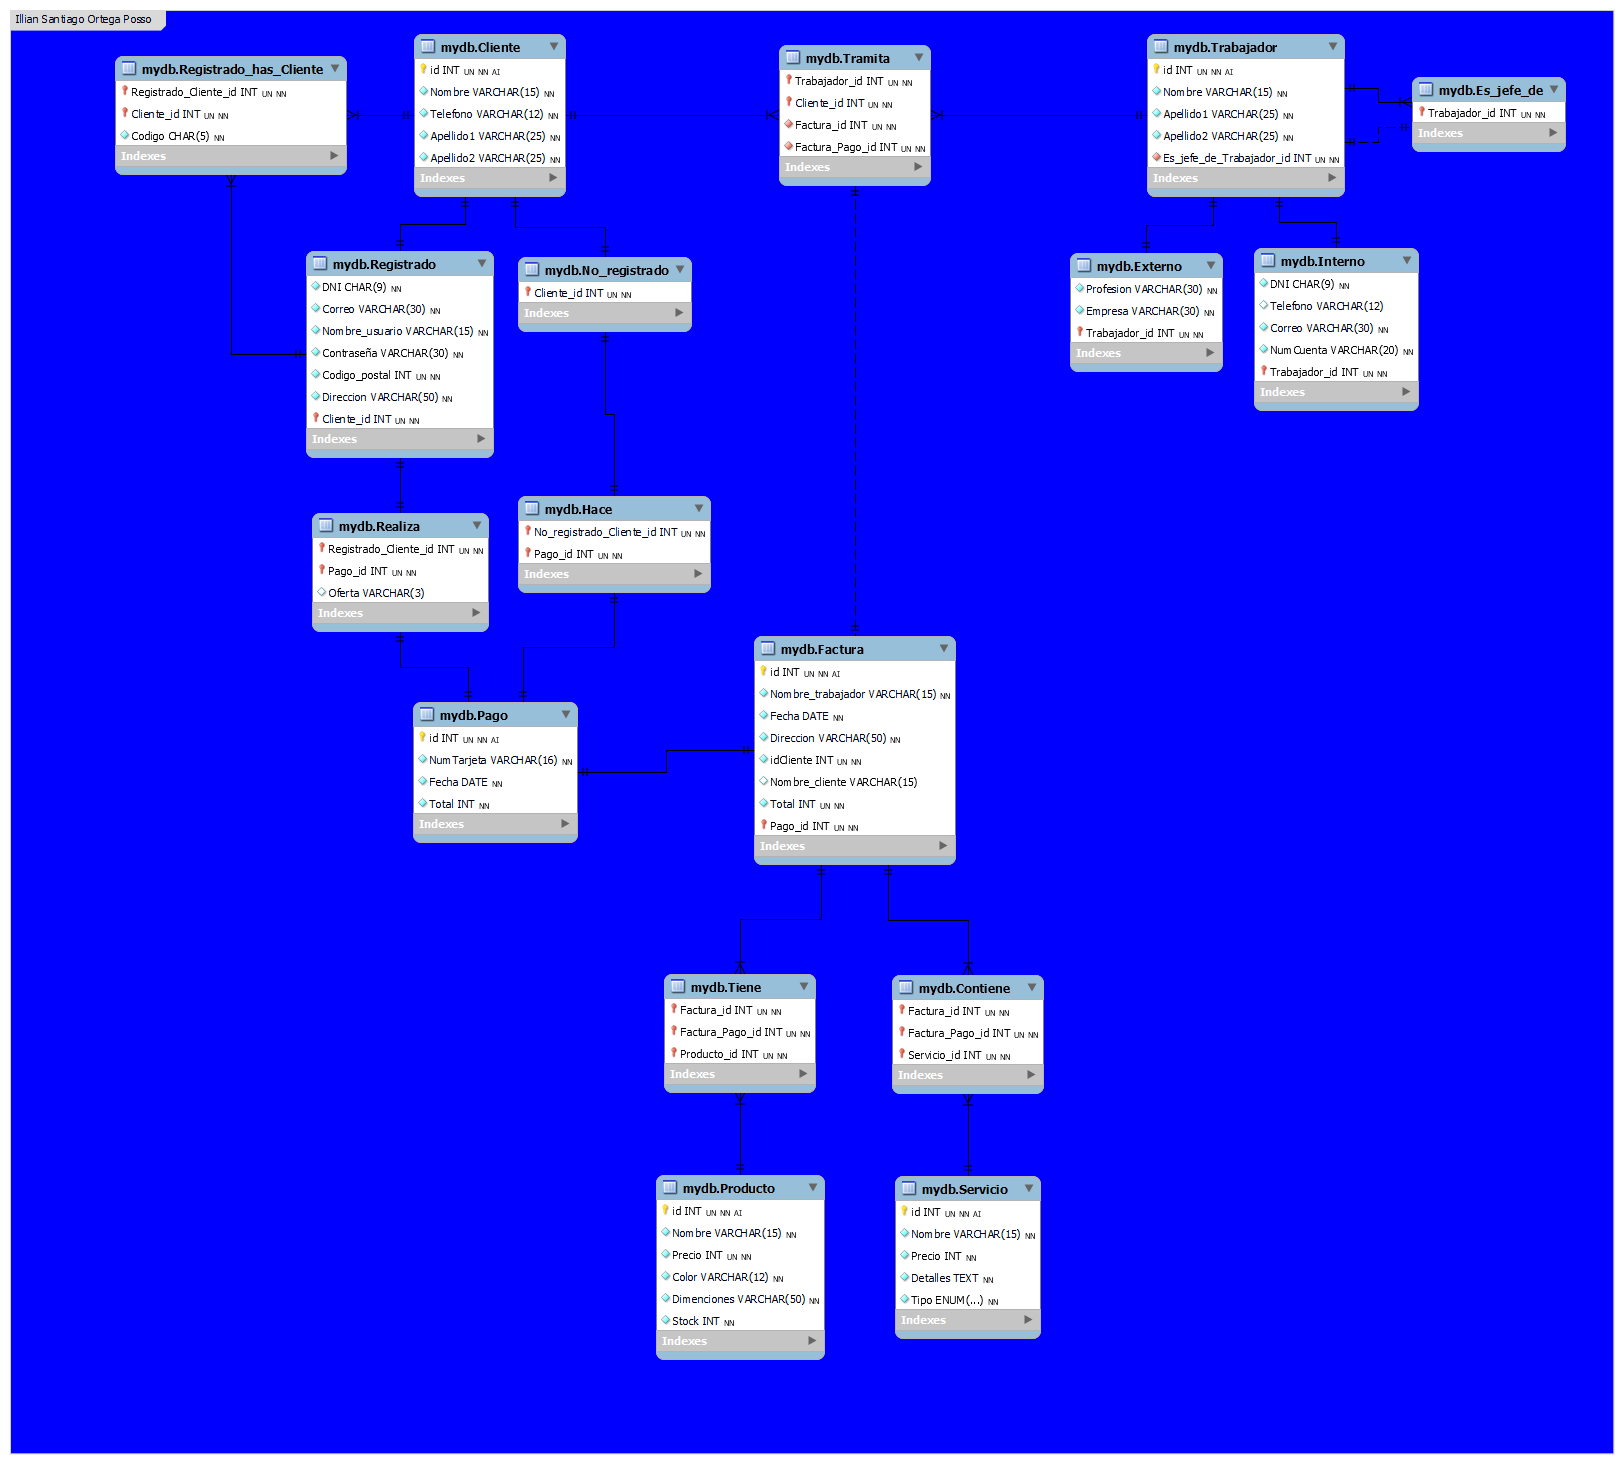 Illian Santiago Ortega Posso
mydb.Registrado_has_Cliente
Registrado_Cliente_id INT UN NN
Cliente_id INT UN NN
Codigo CHAR(5) NN
Indexes
mydb.Cliente
id INT UN NN AI
Nombre VARCHAR(15) NN
Telefono VARCHAR(12) NN
Apellido1 VARCHAR(25) NN
Apellido2 VARCHAR(25) NN
Indexes
mydb.Tramita
Trabajador_id INT UN NN
Cliente_id INT UN NN
Factura_id INT UN NN
Factura_Pago_id INT UN NN
Indexes
mydb.Trabajador
id INT UN NN AI
Nombre VARCHAR(15) NN
Apellido1 VARCHAR(25) NN
Apellido2 VARCHAR(25) NN
Es_jefe_de_Trabajador_id INT UN NN
Indexes
mydb.Es_jefe_de
Trabajador_id INT UN NN
Indexes
mydb.Registrado
DNI CHAR(9) NN
Correo VARCHAR(30) NN
Nombre_usuario VARCHAR(15) NN
Contraseña VARCHAR(30) NN
Codigo_postal INT UN NN
Direccion VARCHAR(50) NN
Cliente_id INT UN NN
Indexes
mydb.No_registrado
Cliente_id INT UN NN
Indexes
mydb.Externo
Profesion VARCHAR(30) NN
Empresa VARCHAR(30) NN
Trabajador_id INT UN NN
Indexes
mydb.Interno
DNI CHAR(9) NN
Telefono VARCHAR(12)
Correo VARCHAR(30) NN
NumCuenta VARCHAR(20) NN
Trabajador_id INT UN NN
Indexes
mydb.Realiza
Registrado_Cliente_id INT UN NN
Pago_id INT UN NN
Oferta VARCHAR(3)
Indexes
mydb.Hace
No_registrado_Cliente_id INT UN NN
Pago_id INT UN NN
Indexes
mydb.Pago
id INT UN NN AI
NumTarjeta VARCHAR(16) NN
Fecha DATE NN
Total INT NN
Indexes
mydb.Factura
id INT UN NN AI
Nombre_trabajador VARCHAR(15) NN
Fecha DATE NN
Direccion VARCHAR(50) NN
idCliente INT UN NN
Nombre_cliente VARCHAR(15)
Total INT UN NN
Pago_id INT UN NN
Indexes
mydb.Tiene
Factura_id INT UN NN
Factura_Pago_id INT UN NN
Producto_id INT UN NN
Indexes
mydb.Contiene
Factura_id INT UN NN
Factura_Pago_id INT UN NN
Servicio_id INT UN NN
Indexes
mydb.Producto
id INT UN NN AI
Nombre VARCHAR(15) NN
Precio INT UN NN
Color VARCHAR(12) NN
Dimenciones VARCHAR(50) NN
Stock INT NN
Indexes
mydb.Servicio
id INT UN NN AI
Nombre VARCHAR(15) NN
Precio INT NN
Detalles TEXT NN
Tipo ENUM(...) NN
Indexes